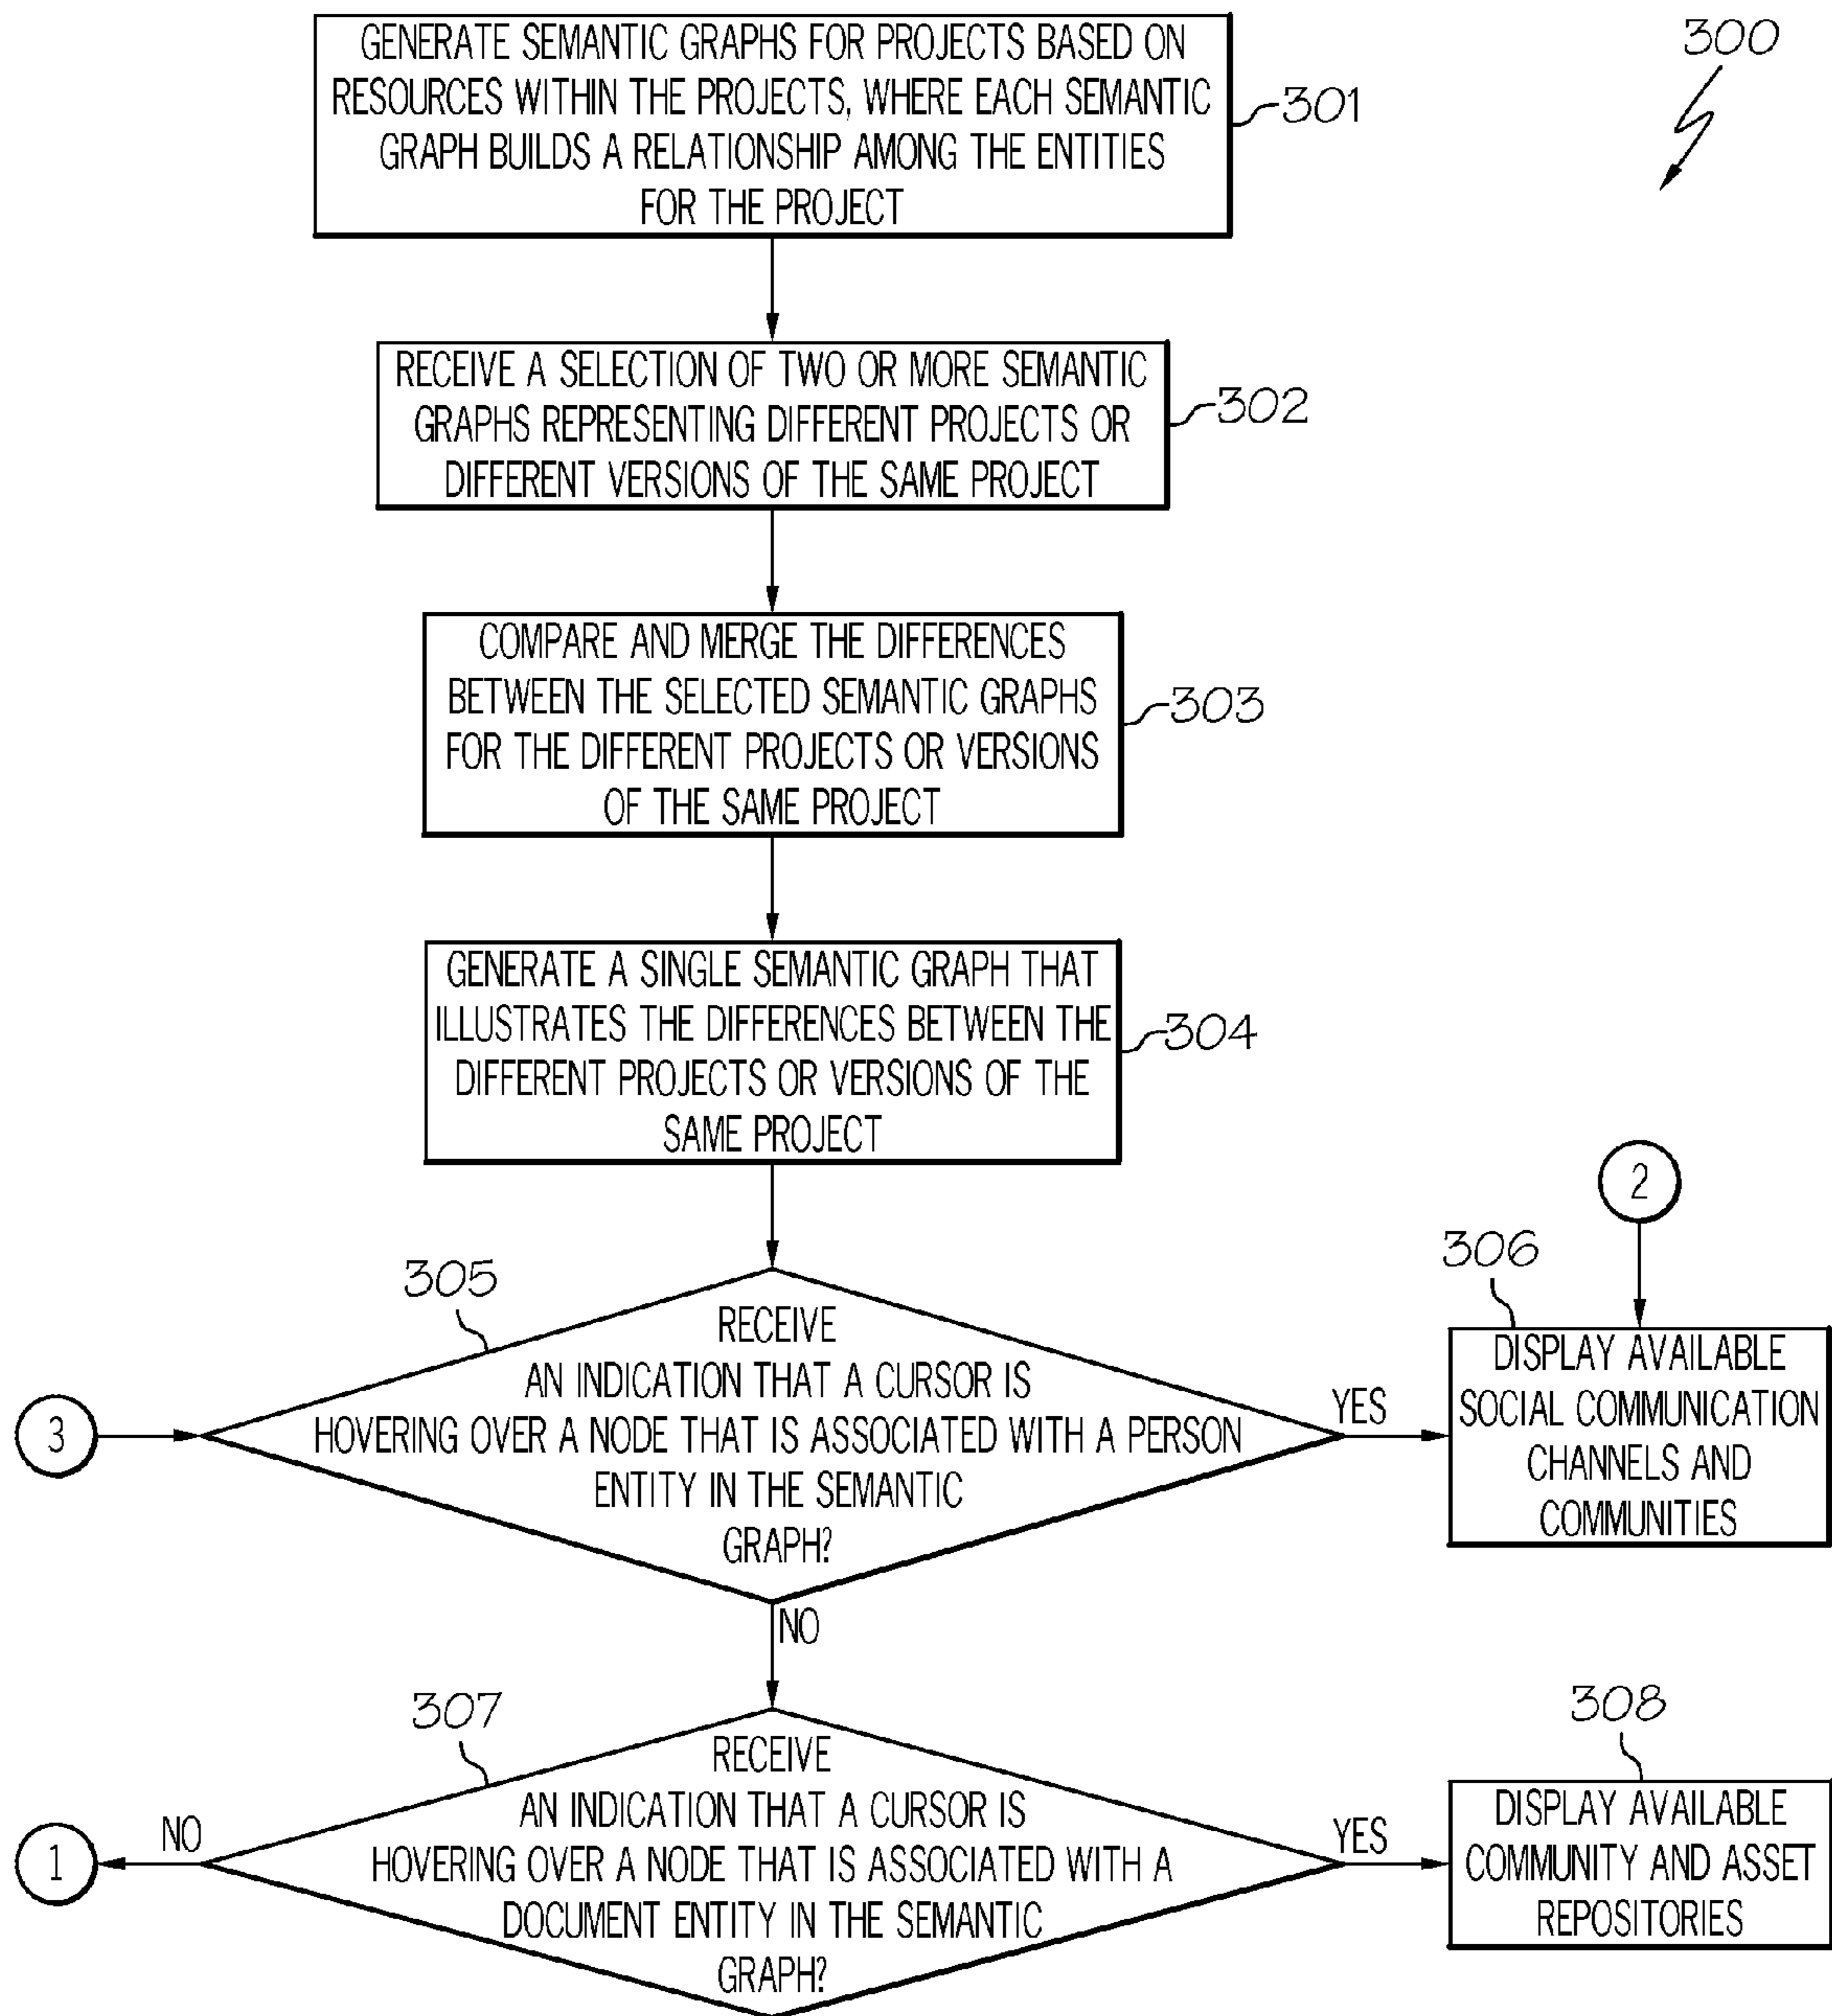 GENERATE SEMANTIC GRAPHS FOR PROJECTS BASED ON
RESOURCES WITHIN THE PROJECTS, WHERE EACH SEMANTIC
GRAPH BUILDS A RELATIONSHIP AMONG THE ENTITIES
FOR THE PROJECT
301
300
RECEIVE A SELECTION OF TWO OR MORE SEMANTIC
GRAPHS REPRESENTING DIFFERENT PROJECTS OR
DIFFERENT VERSIONS OF THE SAME PROJECT
302
COMPARE AND MERGE THE DIFFERENCES
BETWEEN THE SELECTED SEMANTIC GRAPHS
FOR THE DIFFERENT PROJECTS OR VERSIONS
OF THE SAME PROJECT
303
GENERATE A SINGLE SEMANTIC GRAPH THAT
ILLUSTRATES THE DIFFERENCES BETWEEN THE
DIFFERENT PROJECTS OR VERSIONS OF THE
SAME PROJECT
304
2
305
RECEIVE
AN INDICATION THAT A CURSOR IS
HOVERING OVER A NODE THAT IS ASSOCIATED WITH A PERSON
ENTITY IN THE SEMANTIC
GRAPH?
3
YES
306
DISPLAY AVAILABLE
SOCIAL COMMUNICATION
CHANNELS AND
COMMUNITIES
NO
307
RECEIVE
AN INDICATION THAT A CURSOR IS
HOVERING OVER A NODE THAT IS ASSOCIATED WITH A
DOCUMENT ENTITY IN THE SEMANTIC
GRAPH?
NO
1
YES
308
DISPLAY AVAILABLE
COMMUNITY AND ASSET
REPOSITORIES